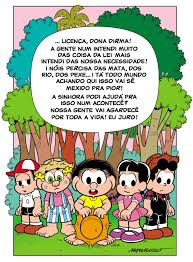 ... LICENÇA, DONA DIRMA!
A GENTE NUM INTENDI MUITO
DAS COISA DA LEI MAIS
INTENDI DAS NOSSA NECESSIDADE!
I NÓIS PERCISA DAS MATA, DOS
RIO, DOS PEXE... I TÁ TODO MUNDO
ACHANDO QUI ISSO VAI SÊ
MEXIDO PRA PIOR!
A SINHORA PODI AJUDÁ PRA
ISSO NUM ACONTECÊ?
NOSSA GENTE VAI AGARDECÊ
POR TODA A VIDA! EU JURO!